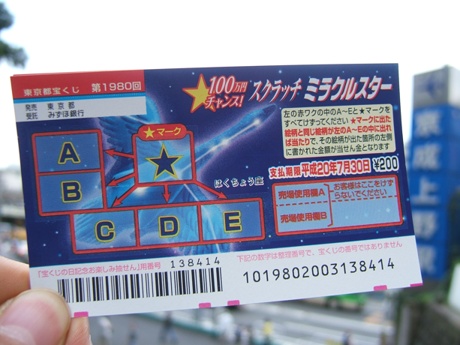 東京都宝くじ 第1980回
発売 東京都
受託 みずほ銀行
★マーク
A
B
C
D
E
はくちょう座
100万円
チャンス!
スクラッチ ミラクルスター
左の赤ワクの中のA〜Eと★マークを
すべてけずってください ★マークに出た
絵柄と同じ絵柄が左のA〜Eの中に出れ
ば当たりで、その絵柄が出た箇所の左側
に書かれた金額が当せん金となります
支払期限 平成20年7月30日 ¥200
売場使用欄A
お客様はここをけず
らないでください
売場使用欄B
「宝くじの日記念お楽しみ抽せん」用番号
138414
下記の数字は整理番号で、宝くじの番号ではありません
1019802003138414
上野